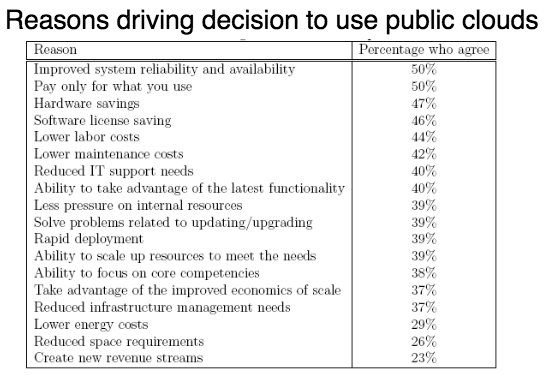 Reasons driving decision to use public clouds
Reason Percentage who agree
Improved system reliability and availability 50%
Pay only for what you use 50%
Hardware savings 47%
Software license saving 46%
Lower labor costs 44%
Lower maintenance costs 42%
Reduced IT support needs 40%
Ability to take advantage of the latest functionality 40%
Less pressure on internal resources 39%
Solve problems related to updating/upgrading 39%
Rapid deployment 39%
Ability to scale up resources to meet the needs 39%
Ability to focus on core competencies 38%
Take advantage of the improved economics of scale 37%
Reduced infrastructure management needs 37%
Lower energy costs 29%
Reduced space requirements 26%
Create new revenue streams 23%